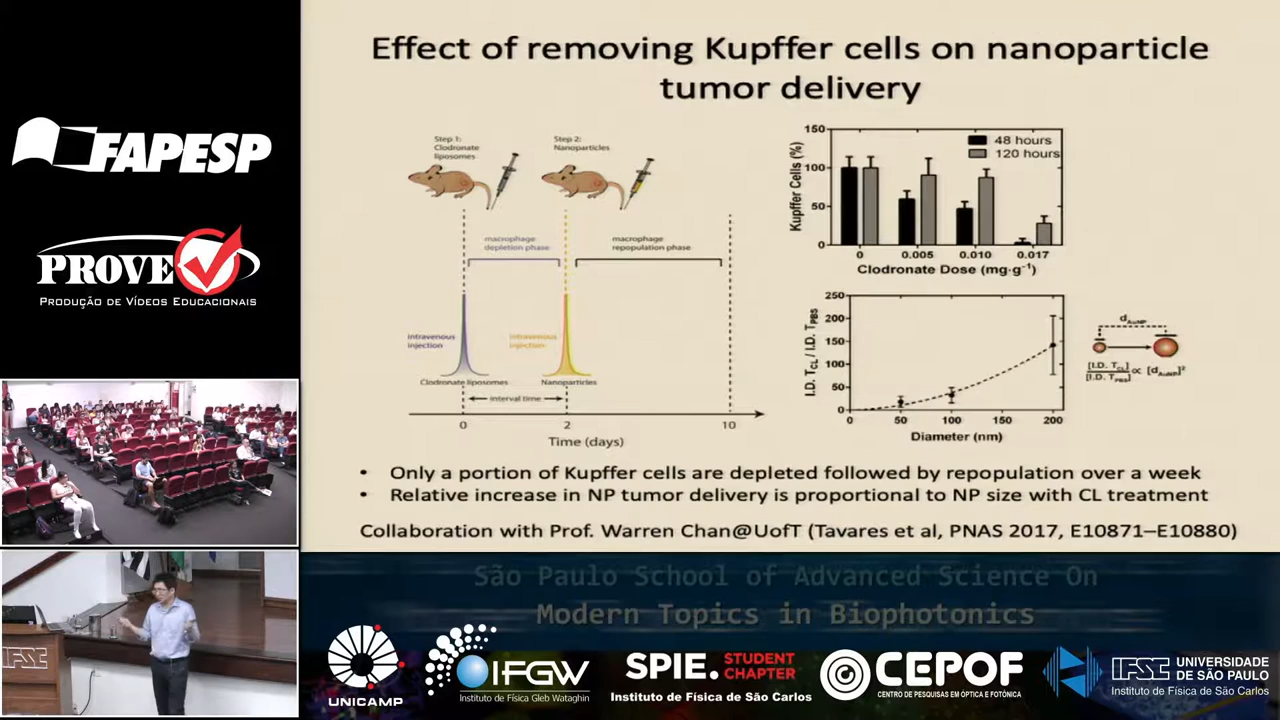 Effect of removing Kupffer cells on nanoparticle
tumor delivery
FAPESP
PROVE
PRODUÇÃO DE VÍDEOS EDUCACIONAIS
Step 1:
Clodronate
liposomes
Step 2:
Nanoparticles
macrophage
depletion phase
macrophage
repopulation phase
intravenous
injection
intravenous
injection
Clodronate liposomes
Nanoparticles
interval time
0
2
10
Time (days)
150
100
50
0
Kupffer Cells (%)
48 hours
120 hours
0 0.005 0.010 0.017
Clodronate Dose (mg·g⁻¹)
250
200
150
100
50
0
I.D. T_CL / I.D. T_PBS
0 50 100 200
Diameter (nm)
d_AuNP
[I.D. T_CL]
[I.D. T_PBS]
∝ [d_AuNP]²
• Only a portion of Kupffer cells are depleted followed by repopulation over a week
• Relative increase in NP tumor delivery is proportional to NP size with CL treatment
Collaboration with Prof. Warren Chan@UofT (Tavares et al, PNAS 2017, E10871–E10880)
IFSC
São Paulo School of Advanced Science On
Modern Topics in Biophotonics
UNICAMP
IFGW
Instituto de Física Gleb Wataghin
SPIE. STUDENT
CHAPTER
Instituto de Física de São Carlos
CEPOF
CENTRO DE PESQUISAS EM ÓPTICA E FOTÔNICA
IFSC
UNIVERSIDADE
DE SÃO PAULO
Instituto de Física de São Carlos